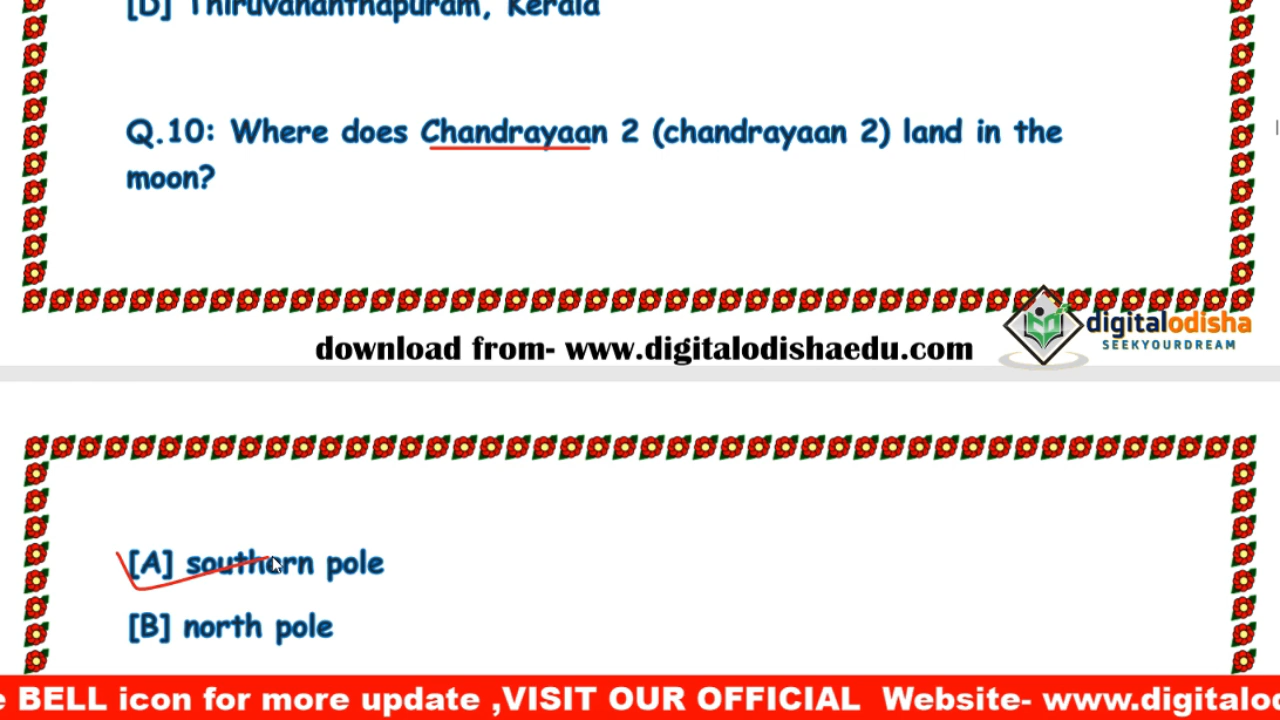 [D] Thiruvananthapuram, Kerala
Q.10: Where does Chandrayaan 2 (chandrayaan 2) land in the
moon?
download from- www.digitalodishaedu.com
digitalodisha
SEEKYOURDREAM
[A] southern pole
[B] north pole
e BELL icon for more update ,VISIT OUR OFFICIAL Website- www.digitalod